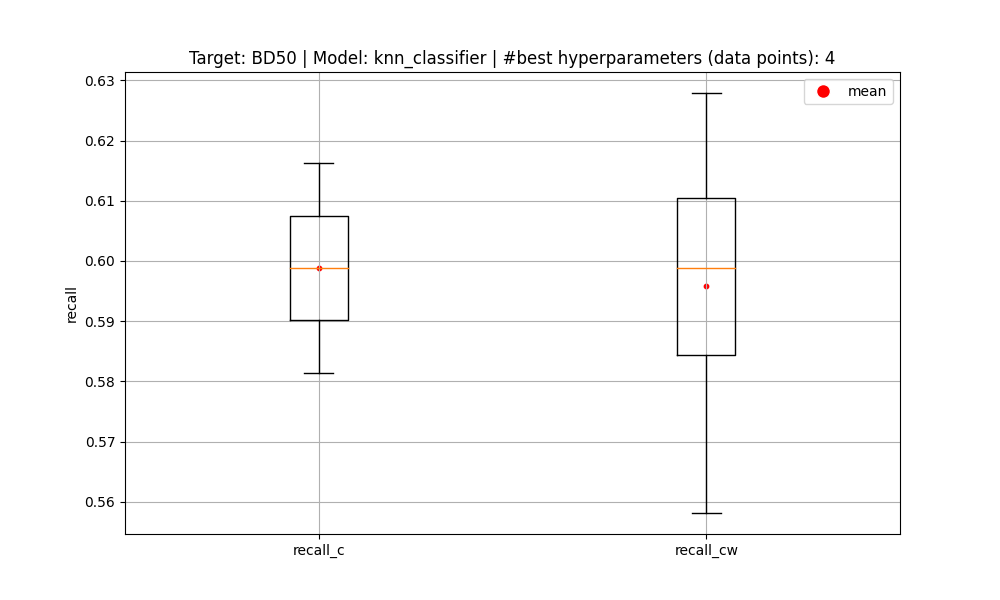 Target: BD50 | Model: knn_classifier | #best hyperparameters (data points): 4
mean
0.63
0.62
0.61
0.60
0.59
0.58
0.57
0.56
recall
recall_c
recall_cw